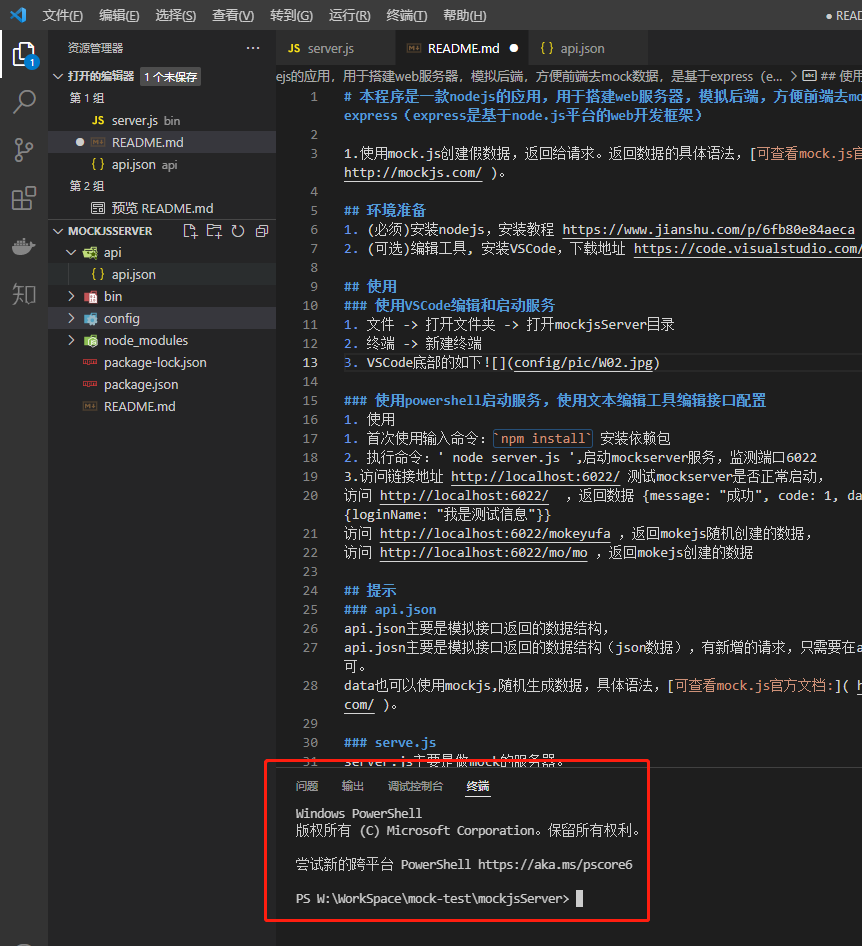 文件(F) 编辑(E) 选择(S) 查看(V) 转到(G) 运行(R) 终端(T) 帮助(H) ● READ
资源管理器 ···
打开的编辑器 1 个未保存
第 1 组
JS server.js bin
README.md
{} api.json api
第 2 组
预览 README.md
MOCKJSSERVER
api
{} api.json
bin
config
node_modules
package-lock.json
package.json
README.md
1
JS server.js README.md ● {} api.json
ejs的应用，用于搭建web服务器，模拟后端，方便前端去mock数据，是基于express（e... > ## 使用
1 # 本程序是一款nodejs的应用，用于搭建web服务器，模拟后端，方便前端去mo
express（express是基于node.js平台的web开发框架）
2
3 1.使用mock.js创建假数据，返回给请求。返回数据的具体语法，[可查看mock.js官
http://mockjs.com/ )。
4
5 ## 环境准备
6 1. (必须)安装nodejs，安装教程 https://www.jianshu.com/p/6fb80e84aeca
7 2. (可选)编辑工具, 安装VSCode，下载地址 https://code.visualstudio.com/
8
9 ## 使用
10 ### 使用VSCode编辑和启动服务
11 1. 文件 -> 打开文件夹 -> 打开mockjsServer目录
12 2. 终端 -> 新建终端
13 3. VSCode底部的如下![](config/pic/W02.jpg)
14
15 ### 使用powershell启动服务，使用文本编辑工具编辑接口配置
16 1. 使用
17 1. 首次使用输入命令：`npm install` 安装依赖包
18 2. 执行命令：' node server.js ',启动mockserver服务，监测端口6022
19 3.访问链接地址 http://localhost:6022/ 测试mockserver是否正常启动，
20 访问 http://localhost:6022/ ，返回数据 {message: "成功", code: 1, da
{loginName: "我是测试信息"}}
21 访问 http://localhost:6022/mokeyufa ，返回mokejs随机创建的数据，
22 访问 http://localhost:6022/mo/mo ，返回mokejs创建的数据
23
24 ## 提示
25 ### api.json
26 api.json主要是模拟接口返回的数据结构，
27 api.josn主要是模拟接口返回的数据结构（json数据），有新增的请求，只需要在a
可。
28 data也可以使用mockjs,随机生成数据，具体语法，[可查看mock.js官方文档:]( h
com/ )。
29
30 ### serve.js
31 server.js主要是做mock的服务器。
问题 输出 调试控制台 终端
Windows PowerShell
版权所有 (C) Microsoft Corporation。保留所有权利。
尝试新的跨平台 PowerShell https://aka.ms/pscore6
PS W:\WorkSpace\mock-test\mockjsServer>
知